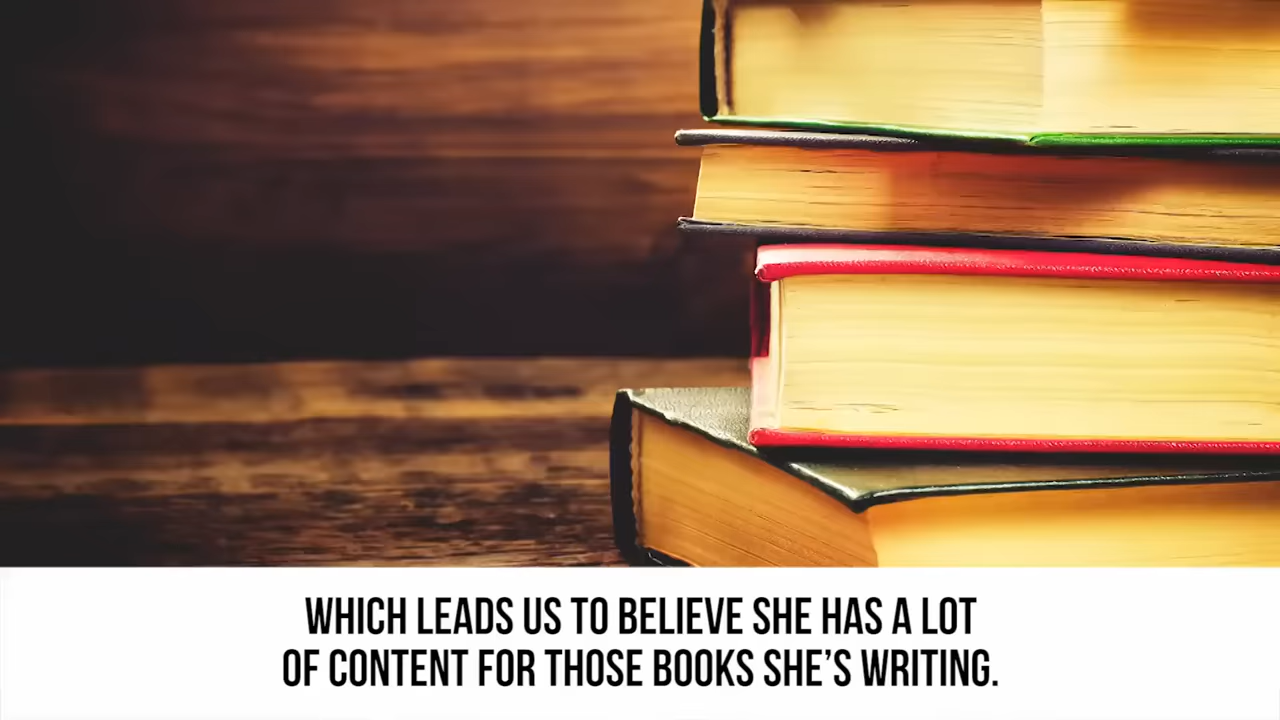 WHICH LEADS US TO BELIEVE SHE HAS A LOT
OF CONTENT FOR THOSE BOOKS SHE’S WRITING.